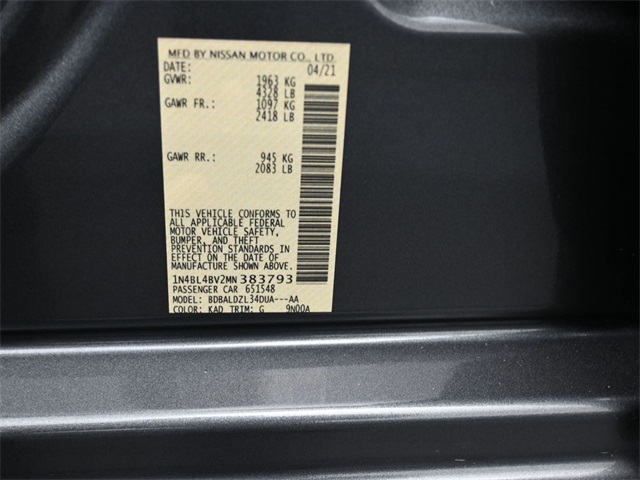 MFD BY NISSAN MOTOR CO., LTD.
DATE: 04/21
GVWR: 1963 KG
4328 LB
GAWR FR.: 1097 KG
2418 LB
GAWR RR.: 945 KG
2083 LB
THIS VEHICLE CONFORMS TO
ALL APPLICABLE FEDERAL
MOTOR VEHICLE SAFETY,
BUMPER, AND THEFT
PREVENTION STANDARDS IN
EFFECT ON THE DATE OF
MANUFACTURE SHOWN ABOVE.
1N4BL4BV2MN383793
PASSENGER CAR 651548
MODEL: BDBALDZL34DUA---AA
COLOR: KAD TRIM: G 9N00A